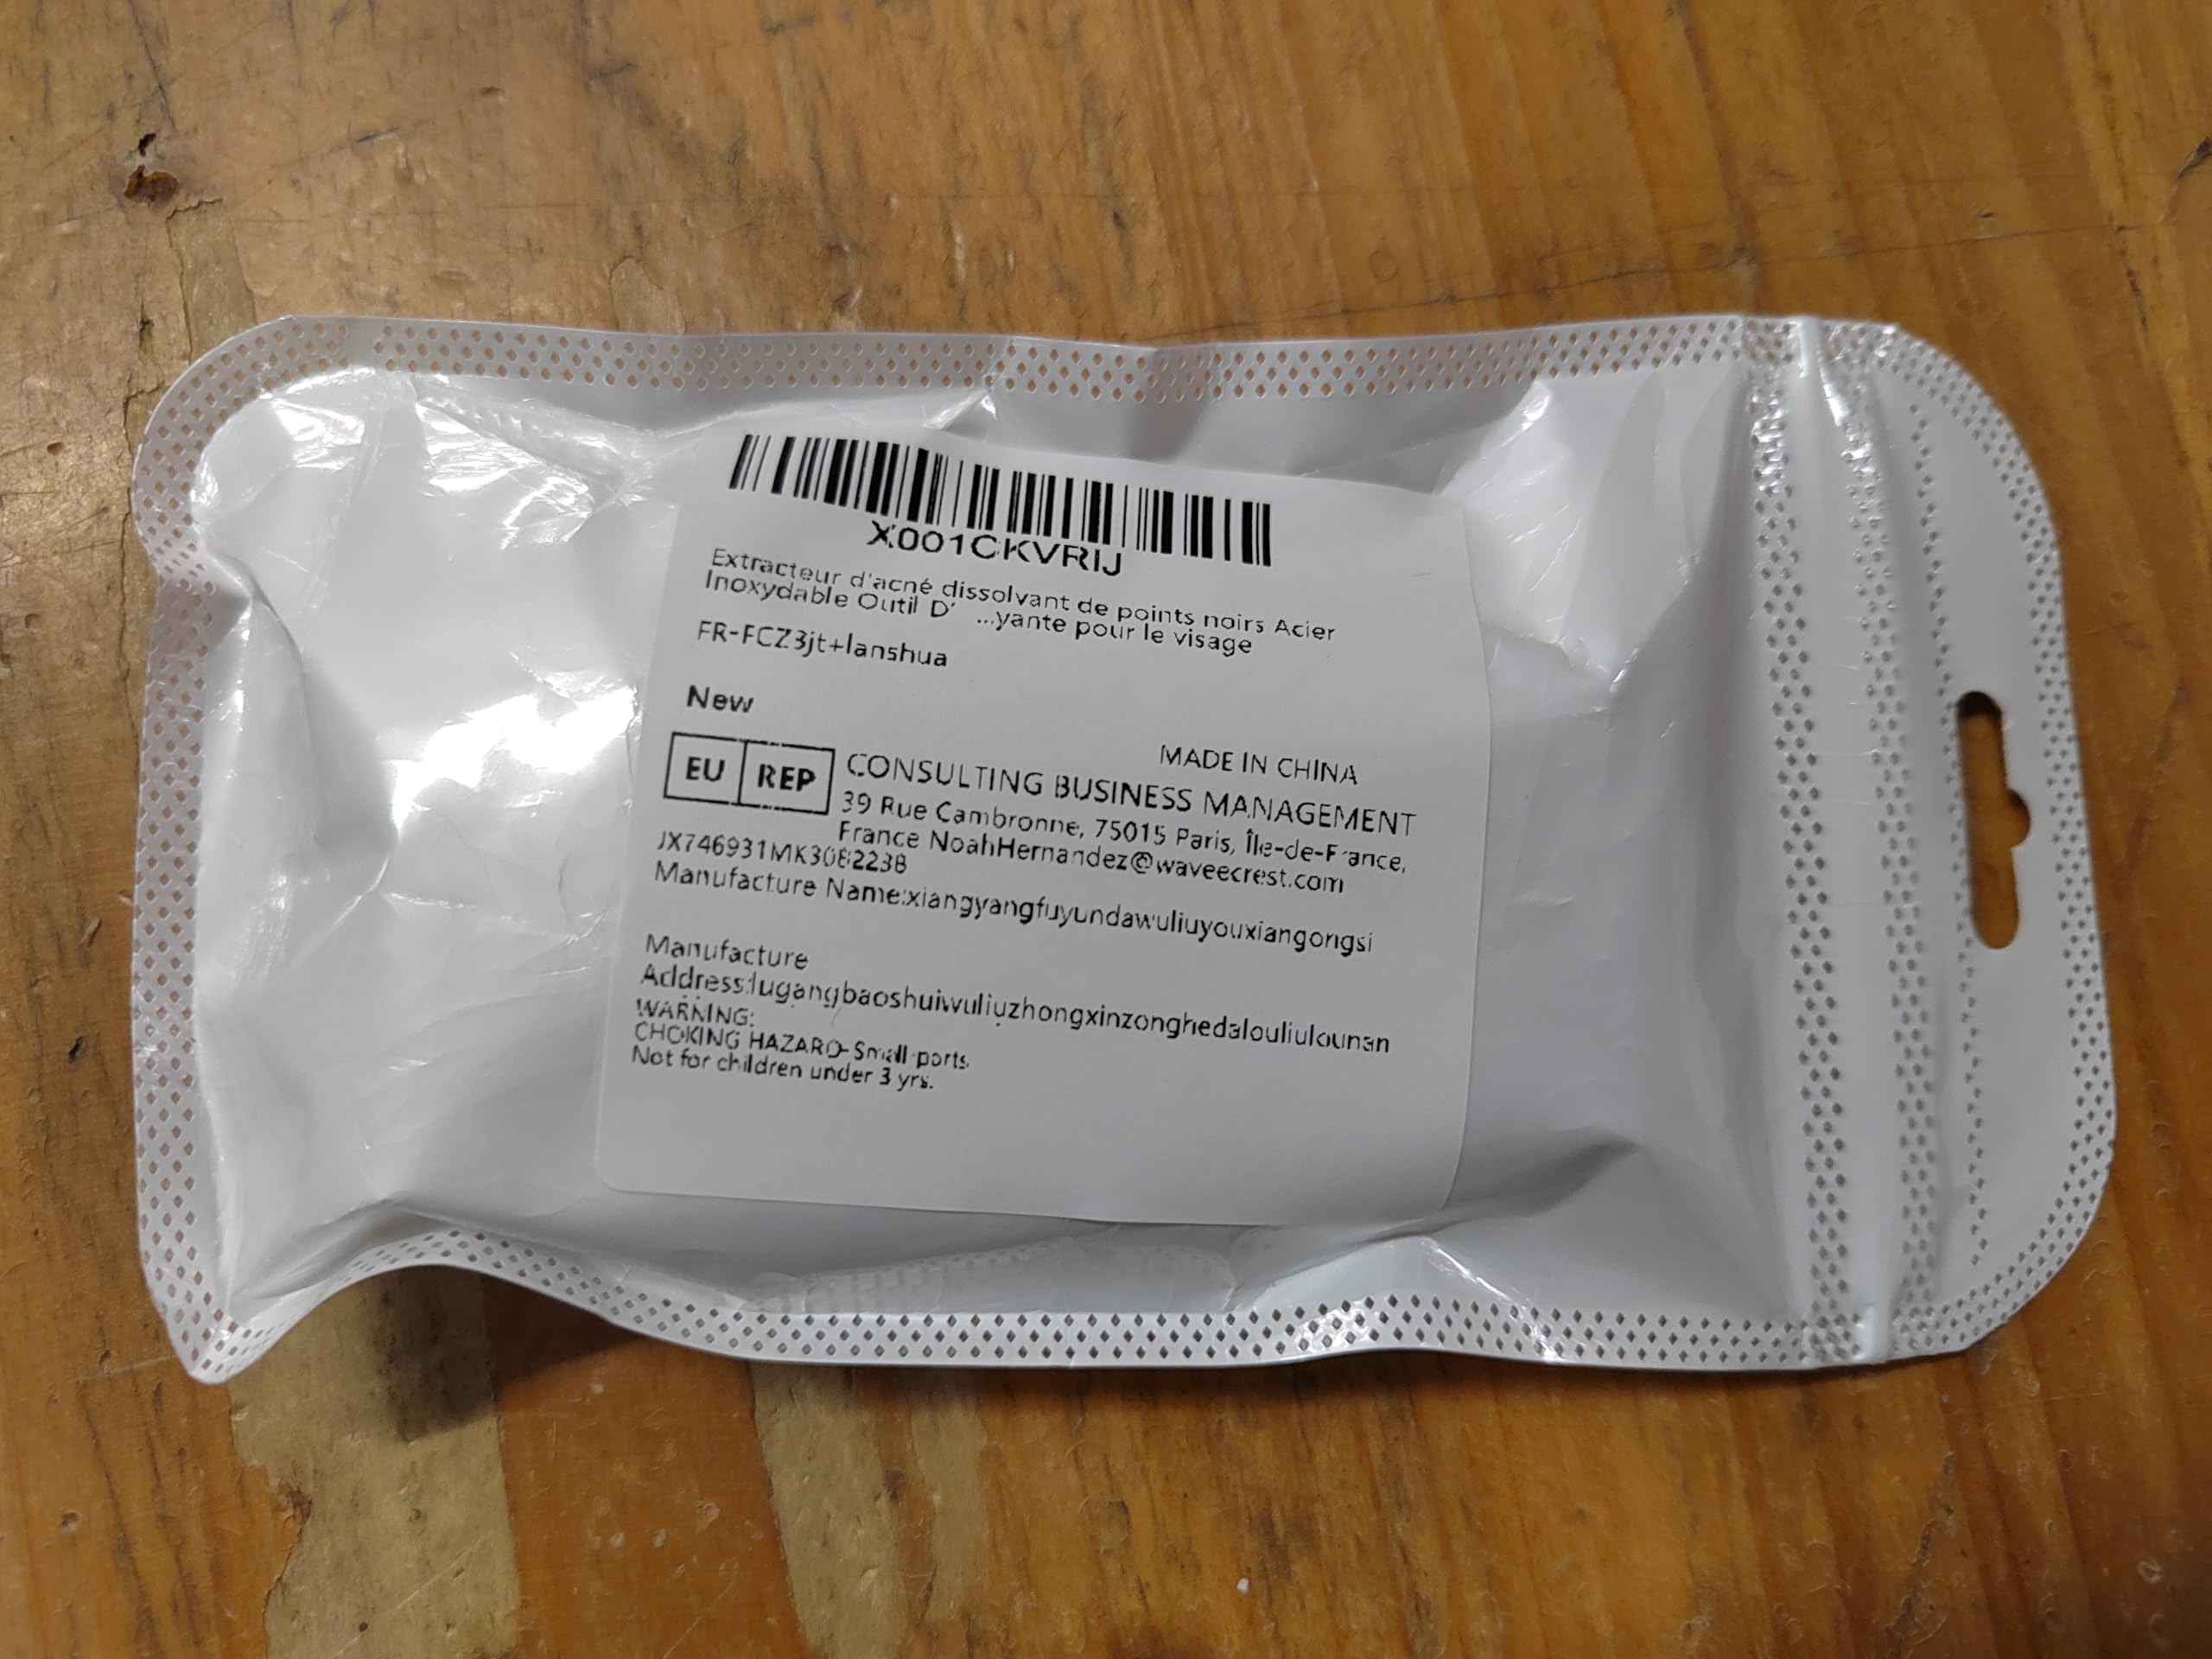 X001CKVRIJ
Extracteur d'acné dissolvant de points noirs Acier
Inoxydable Outil D' ...yante pour le visage
FR-FCZ3jt+lanshua
New
MADE IN CHINA
EU REP CONSULTING BUSINESS MANAGEMENT
39 Rue Cambronne, 75015 Paris, Île-de-France,
France NoahHernandez@waveecrest.com
Manufacture Name:xiangyangfuyundawuliuyouxiangongsi
Manufacture
Address:lugangbaoshuiwuliuzhongxinzonghedalouliulounan
WARNING:
CHOKING HAZARD-Small parts
Not for children under 3 yrs.